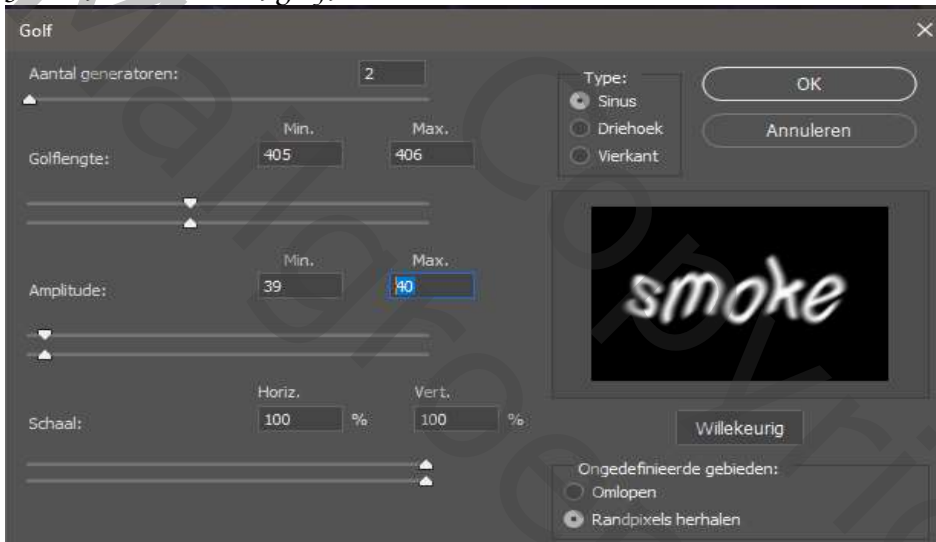 Golf
Aantal generatoren: 2
Min. Max.
Golflengte: 405 406
Min. Max.
Amplitude: 39 40
Horiz. Vert.
Schaal: 100 % 100 %
Type:
Sinus
Driehoek
Vierkant
OK
Annuleren
smoke
Willekeurig
Ongedefinieerde gebieden:
Omlopen
Randpixels herhalen